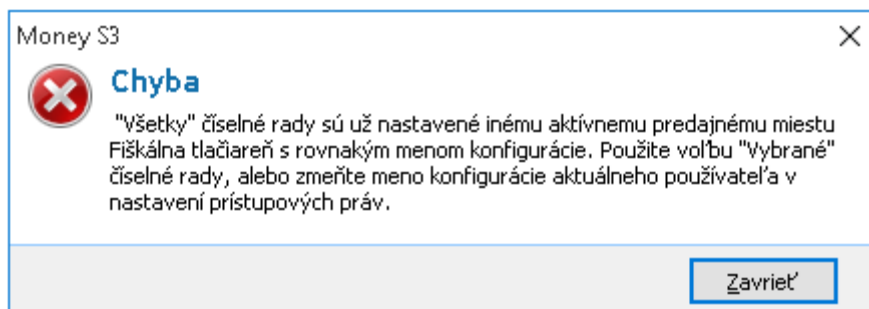 Money S3
Chyba
"Všetky" číselné rady sú už nastavené inému aktívnemu predajnému miestu
Fiškálna tlačiareň s rovnakým menom konfigurácie. Použite voľbu "Vybrané"
číselné rady, alebo zmeňte meno konfigurácie aktuálneho používateľa v
nastavení prístupových práv.
Zavrieť